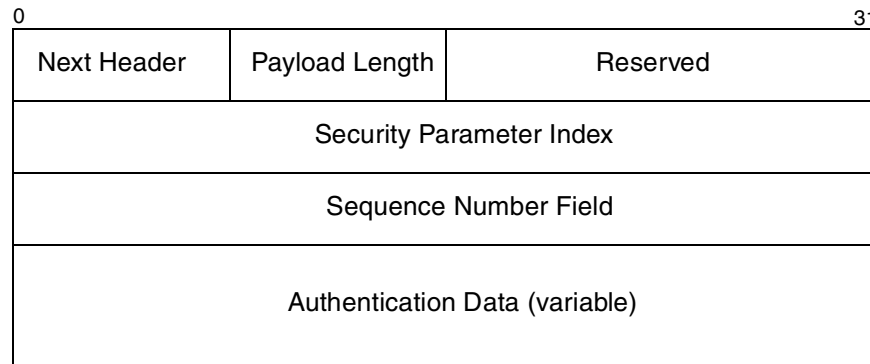 0 31
Next Header Payload Length Reserved
Security Parameter Index
Sequence Number Field
Authentication Data (variable)